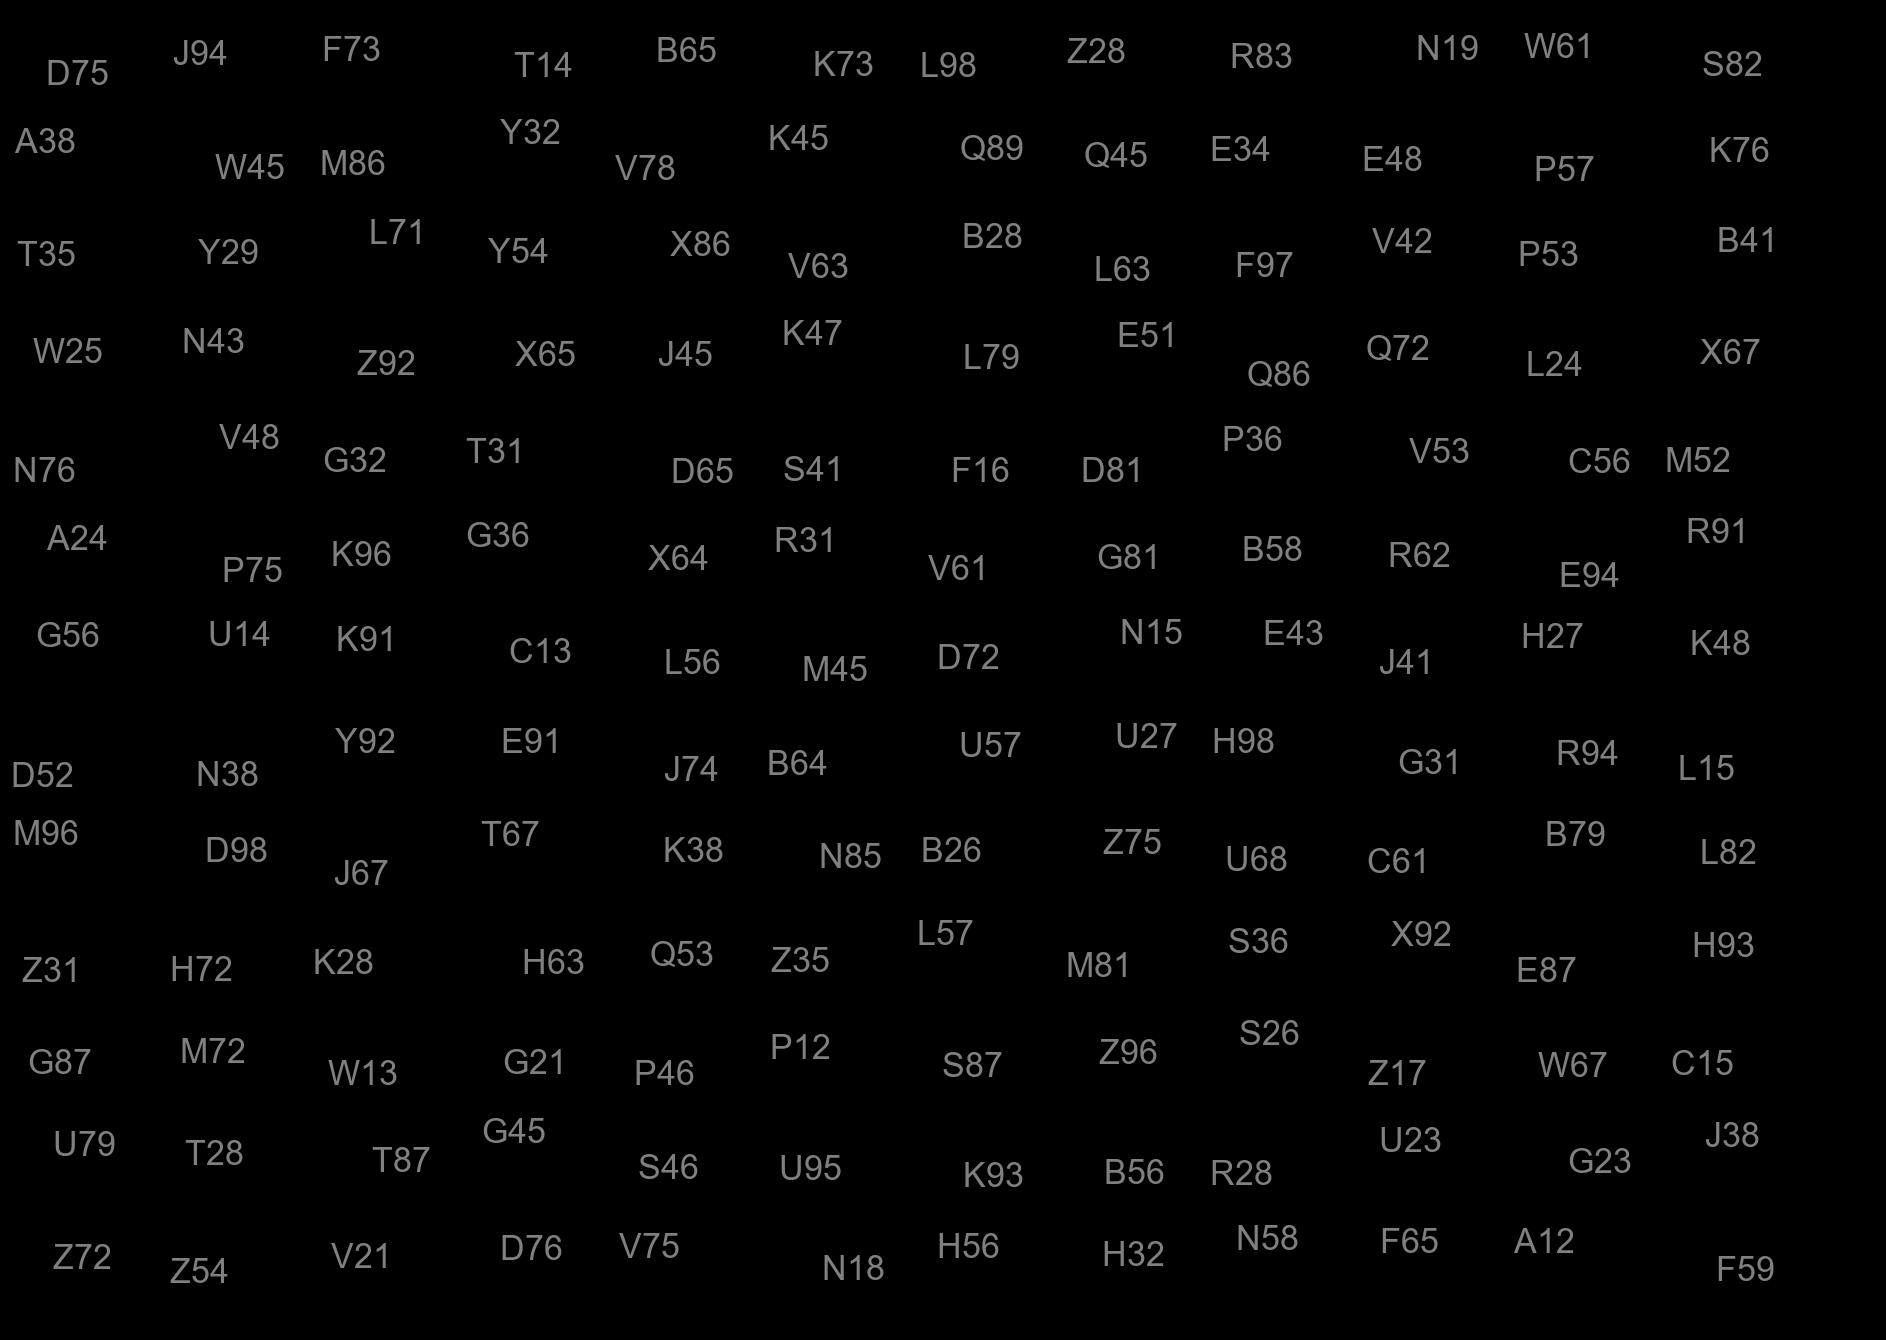 D75 J94 F73 T14 B65 K73 L98 Z28 R83 N19 W61 S82
A38 W45 M86 Y32 V78 K45 Q89 Q45 E34 E48 P57 K76
T35 Y29 L71 Y54 X86 V63 B28 L63 F97 V42 P53 B41
W25 N43 Z92 X65 J45 K47 L79 E51 Q86 Q72 L24 X67
N76 V48 G32 T31 D65 S41 F16 D81 P36 V53 C56 M52
A24 P75 K96 G36 X64 R31 V61 G81 B58 R62 E94 R91
G56 U14 K91 C13 L56 M45 D72 N15 E43 J41 H27 K48
D52 N38 Y92 E91 J74 B64 U57 U27 H98 G31 R94 L15
M96 D98 J67 T67 K38 N85 B26 Z75 U68 C61 B79 L82
Z31 H72 K28 H63 Q53 Z35 L57 M81 S36 X92 E87 H93
G87 M72 W13 G21 P46 P12 S87 Z96 S26 Z17 W67 C15
U79 T28 T87 G45 S46 U95 K93 B56 R28 U23 G23 J38
Z72 Z54 V21 D76 V75 N18 H56 H32 N58 F65 A12 F59